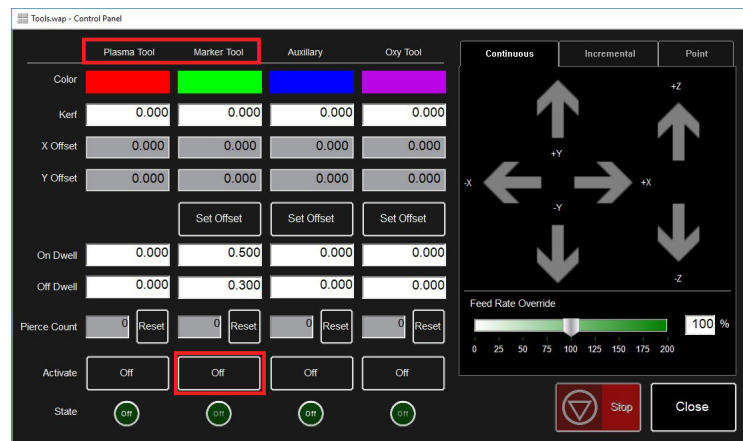 Tools.wap - Control Panel
Plasma Tool Marker Tool Auxillary Oxy Tool
Continuous Incremental Point
Color
Kerf 0.000 0.000 0.000 0.000
X Offset 0.000 0.000 0.000 0.000
Y Offset 0.000 0.000 0.000 0.000
Set Offset Set Offset Set Offset
On Dwell 0.000 0.500 0.000 0.000
Off Dwell 0.000 0.300 0.000 0.000
Pierce Count 0 Reset 0 Reset 0 Reset 0 Reset
Activate Off Off Off Off
State Off Off Off Off
+Z
+Y
-X +X
-Y
-Z
Feed Rate Override
100 %
0 25 50 75 100 125 150 175 200
Stop Close